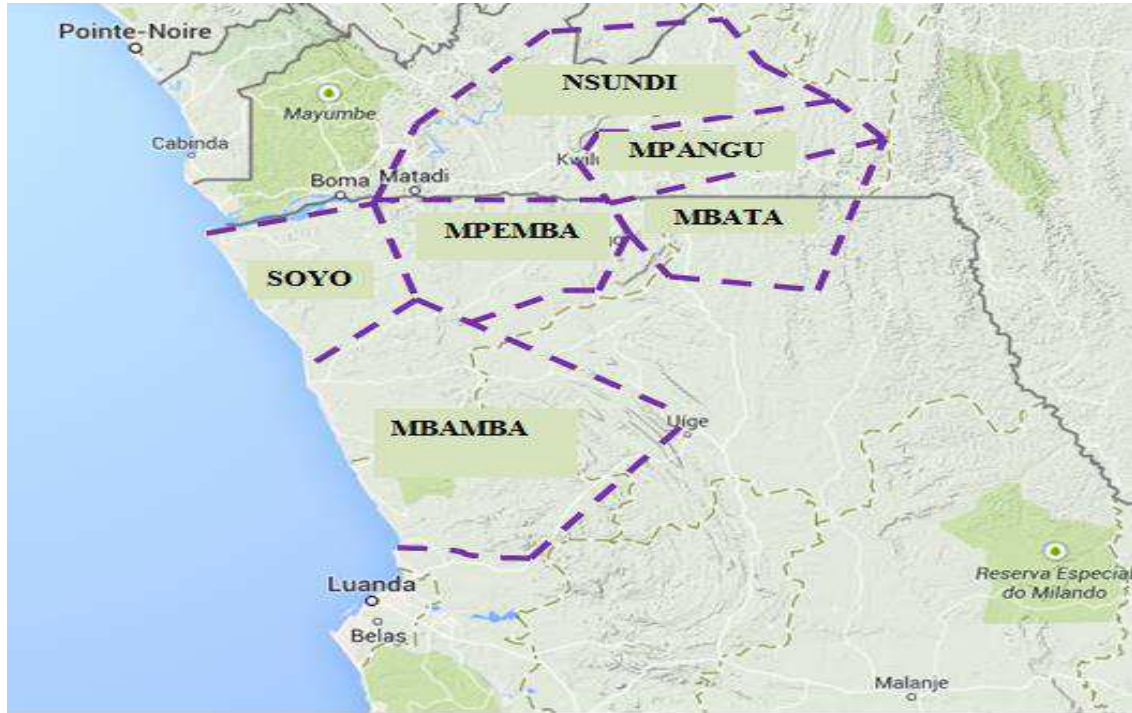 Pointe-Noire
NSUNDI
Mayumbe
Cabinda
MPANGU
Boma
Matadi
MBATA
MPEMBA
SOYO
MBAMBA
Uíge
Luanda
Reserva Especial
do Milando
Belas
Malanje